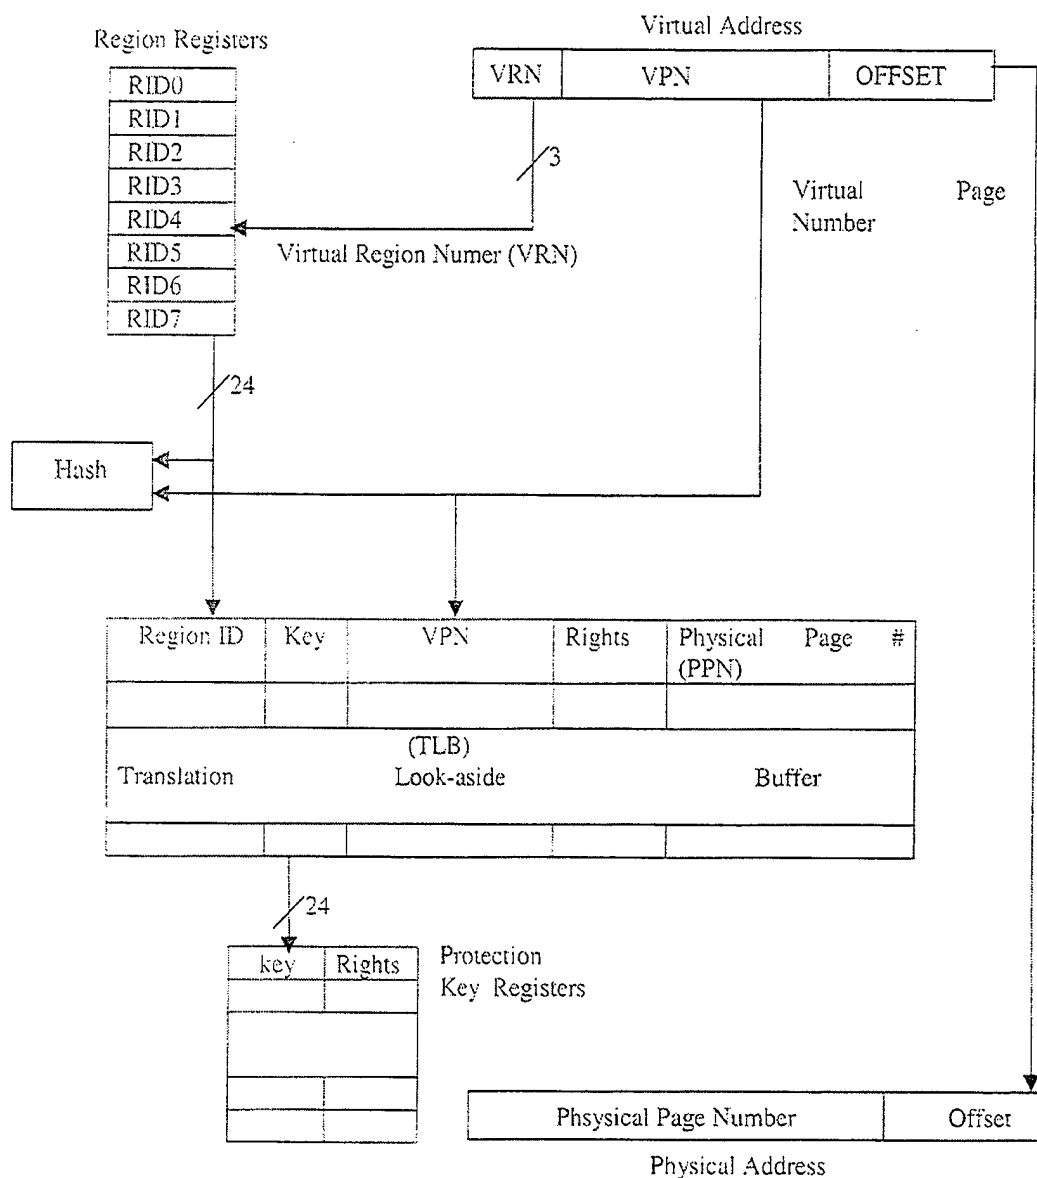 Virtual Address
Region Registers
VRN VPN OFFSET
RID0
RID1
RID2
RID3
RID4
RID5
RID6
RID7
3
Virtual Page
Number
Virtual Region Numer (VRN)
24
Hash
Region ID Key VPN Rights Physical Page #
(PPN)
(TLB)
Translation Look-aside Buffer
24
key Rights
Protection
Key Registers
Phsysical Page Number Offset
Physical Address